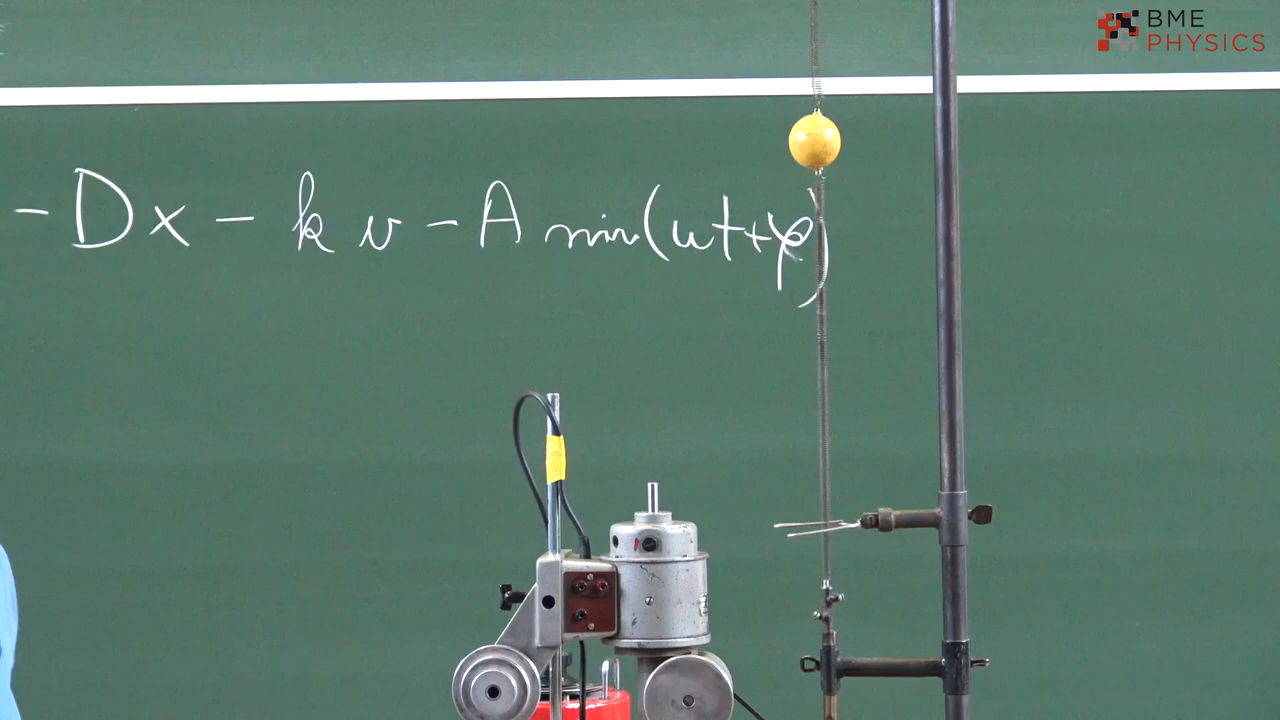 BME
PHYSICS
- Dx - kv - A sin(ωt+φ)